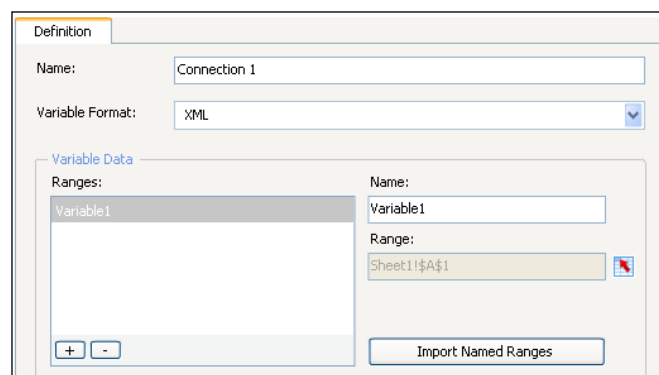 Definition
Name:
Connection 1
Variable Format:
XML
Variable Data
Ranges:
Name:
Variable1
Variable1
Range:
Sheet1!$A$1
+ -
Import Named Ranges